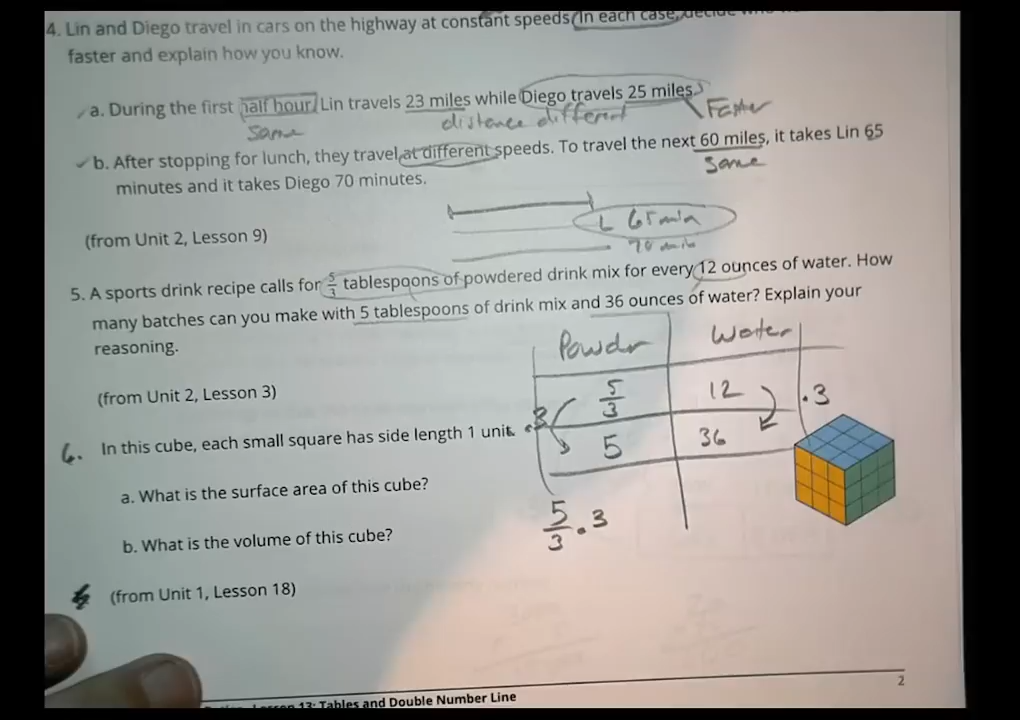 4. Lin and Diego travel in cars on the highway at constant speeds. In each case, decide who
faster and explain how you know.
a. During the first half hour, Lin travels 23 miles while Diego travels 25 miles.
Faster
Same
distance different
b. After stopping for lunch, they travel at different speeds. To travel the next 60 miles, it takes Lin 65
Same
minutes and it takes Diego 70 minutes.
L 65 min
70 min
(from Unit 2, Lesson 9)
5. A sports drink recipe calls for 5/3 tablespoons of powdered drink mix for every 12 ounces of water. How
many batches can you make with 5 tablespoons of drink mix and 36 ounces of water? Explain your
reasoning.
Powdr Water
5/3 12
.3 .3
5 36
5/3 . 3
(from Unit 2, Lesson 3)
6. In this cube, each small square has side length 1 unit.
a. What is the surface area of this cube?
b. What is the volume of this cube?
(from Unit 1, Lesson 18)
2
13: Tables and Double Number Line